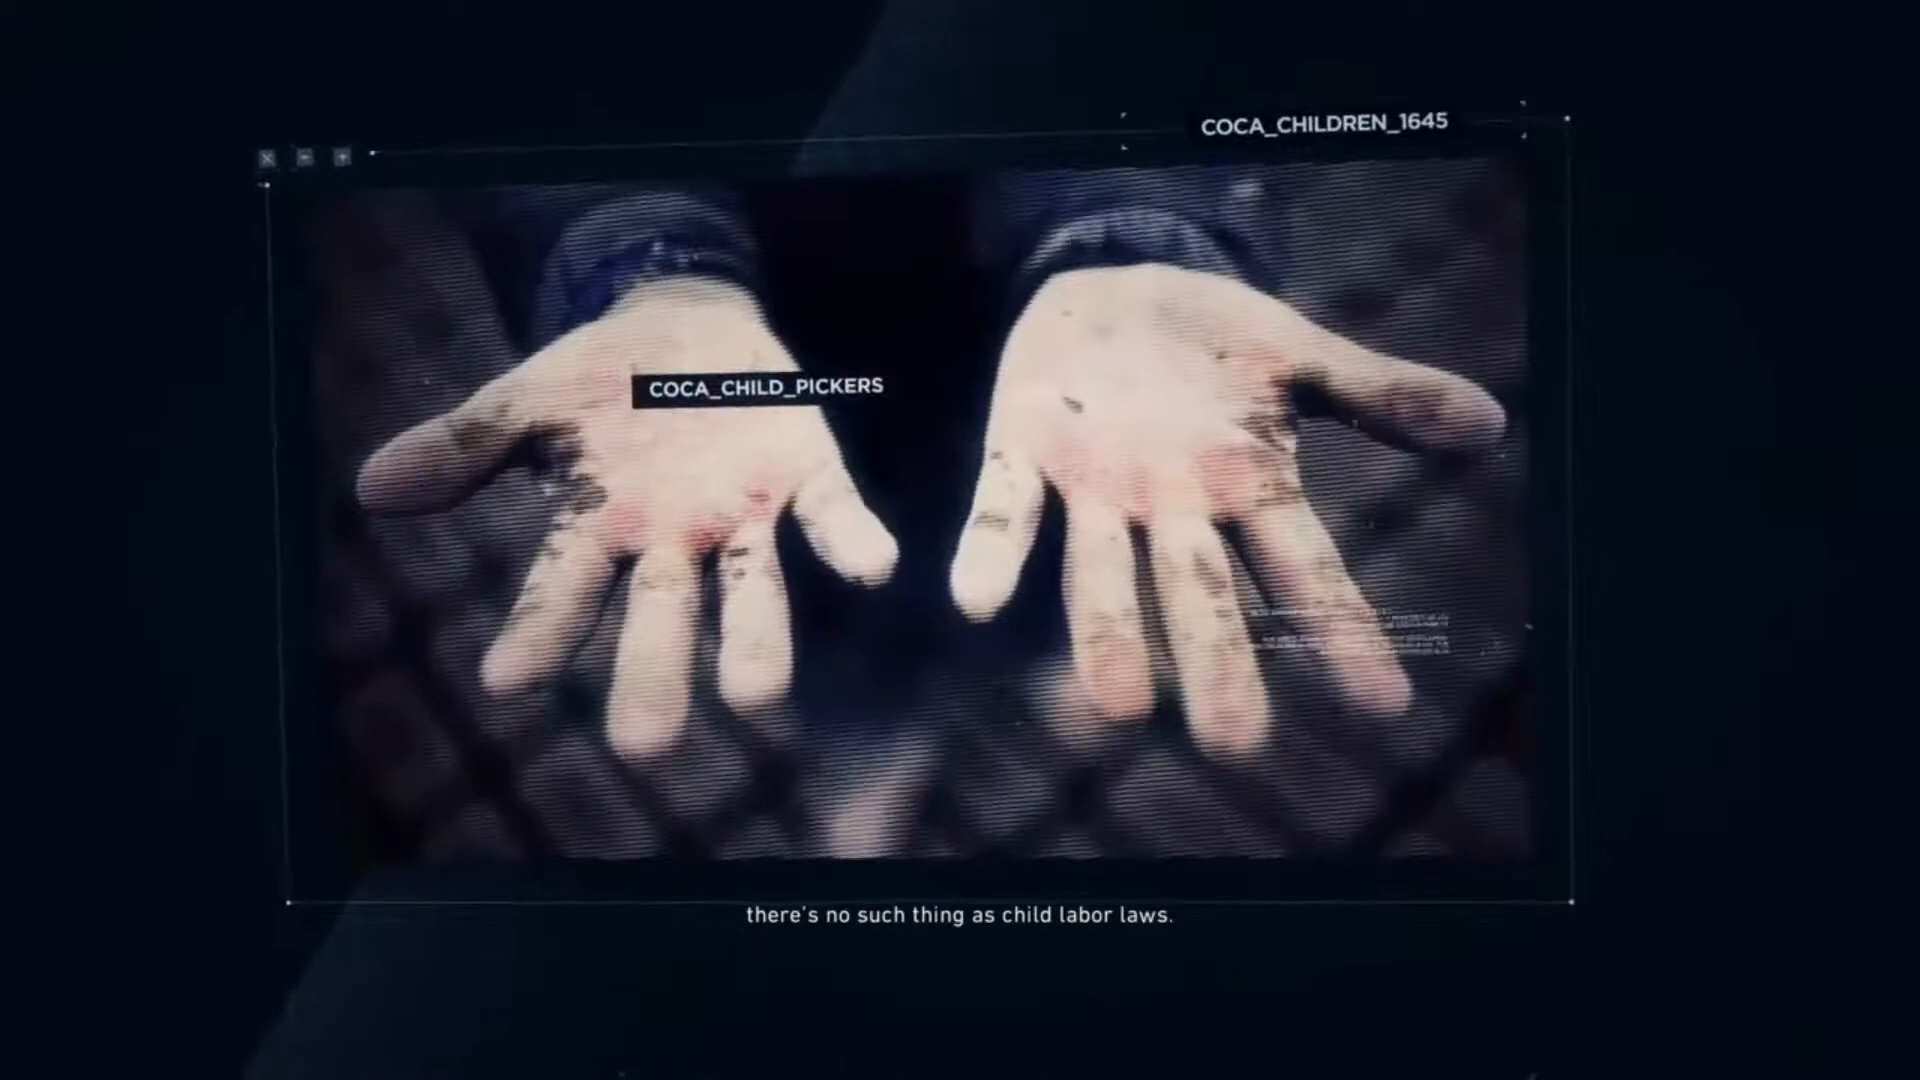 COCA_CHILDREN_1645
COCA_CHILD_PICKERS
there's no such thing as child labor laws.